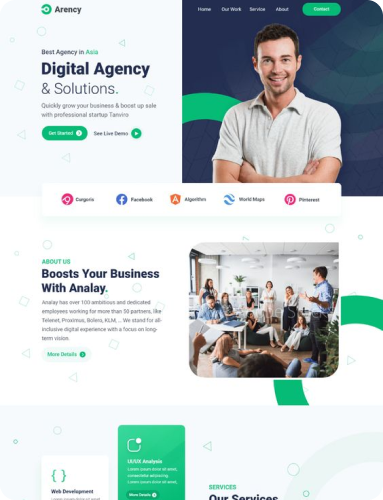 Arency
Home Our Work Service About Contact
Best Agency in Asia
Digital Agency
& Solutions.
Quickly grow your business & boost up sale
with professional startup Tanvire
Get Started See Live Demo
Corgoris Facebook Algorithm World Maps Pinterest
ABOUT US
Boosts Your Business
With Analay.
Analay has over 100 ambitious and dedicated
employees working for more than 50 partners, like
Telenet, Proximus, Bolero, KLM, ... We stand for all-
inclusive digital experience with a focus on long-
term vision.
More Details
{ }
Web Development
UI/UX Analysis
Lorem ipsum dolor sit amet,
consectetur adipiscing
Lorem ipsum dolor sit amet.
More Details
SERVICES
Our Services